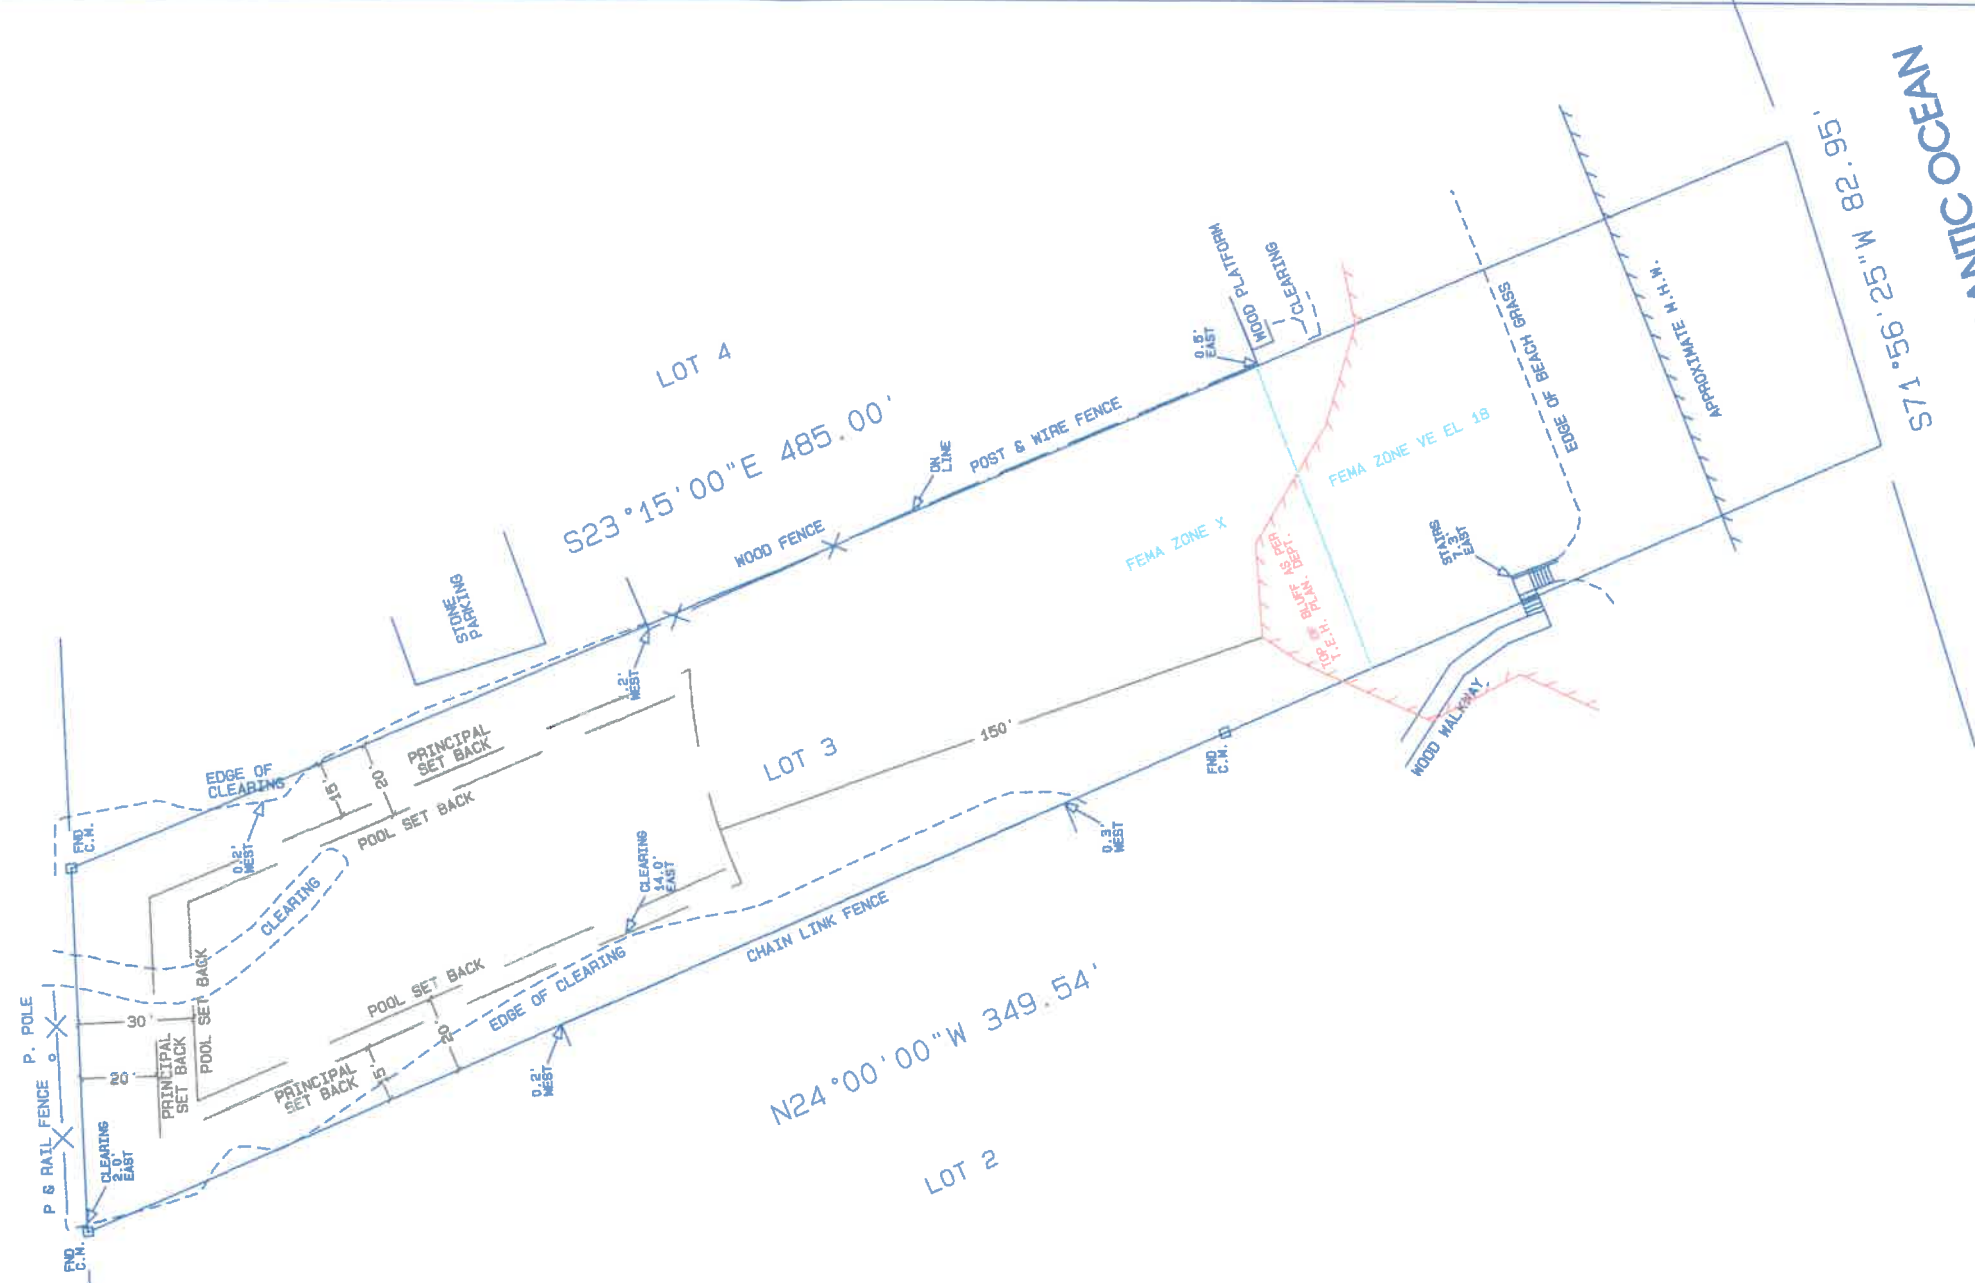 ANTIC OCEAN
S71°56'25"W 82.95'
APPROXIMATE M.H.W.
EDGE OF BEACH GRASS
WOOD PLATFORM
CLEARING
0.5'
EAST
LOT 4
S23°15'00"E 485.00'
POST & WIRE FENCE
ON
LINE
WOOD FENCE
FEMA ZONE VE EL 18
FEMA ZONE X
TOP OF BLUFF AS PER
T.E.H. PLAN. DEPT.
STAIRS
7.3'
EAST
WOOD WALKWAY
STONE
PARKING
.2'
WEST
EDGE OF
CLEARING
PRINCIPAL
SET BACK
15'
20'
POOL SET BACK
LOT 3
150'
FND
C.M.
0.3'
WEST
FND
C.M.
0.2'
WEST
CLEARING
CLEARING
14.0'
EAST
CHAIN LINK FENCE
POOL SET BACK
EDGE OF CLEARING
20'
PRINCIPAL
SET BACK
0.2'
WEST
N24°00'00"W 349.54'
LOT 2
P & RAIL FENCE
P. POLE
30'
20'
PRINCIPAL
SET BACK
POOL SET BACK
CLEARING
2.0'
EAST
FND
C.M.